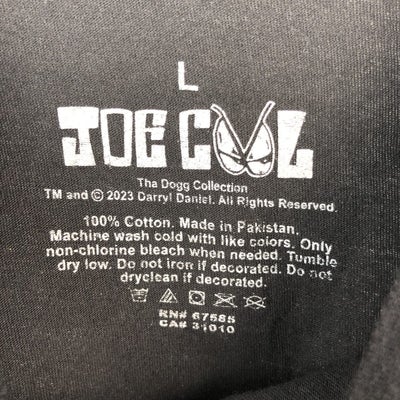 L
JOE COOL
Tha Dogg Collection
TM and © 2023 Darryl Daniel. All Rights Reserved.
100% Cotton. Made in Pakistan.
Machine wash cold with like colors. Only
non-chlorine bleach when needed. Tumble
dry low. Do not iron if decorated. Do not
dryclean if decorated.
RN# 67585
CA# 31010